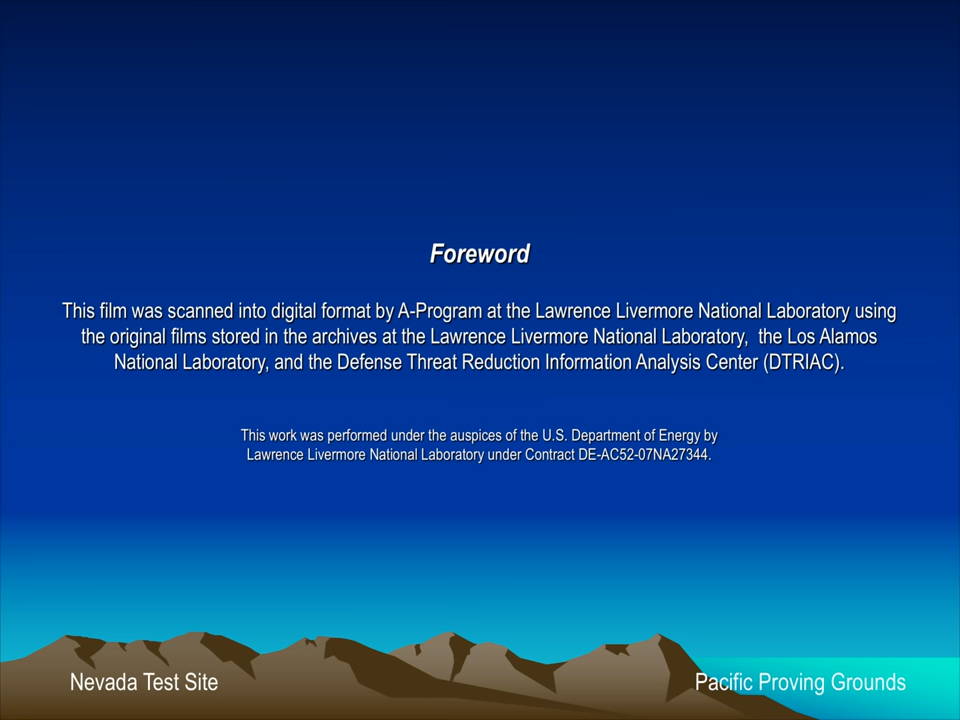 Foreword
This film was scanned into digital format by A-Program at the Lawrence Livermore National Laboratory using
the original films stored in the archives at the Lawrence Livermore National Laboratory,  the Los Alamos
National Laboratory, and the Defense Threat Reduction Information Analysis Center (DTRIAC).
This work was performed under the auspices of the U.S. Department of Energy by
Lawrence Livermore National Laboratory under Contract DE-AC52-07NA27344.
Nevada Test Site
Pacific Proving Grounds